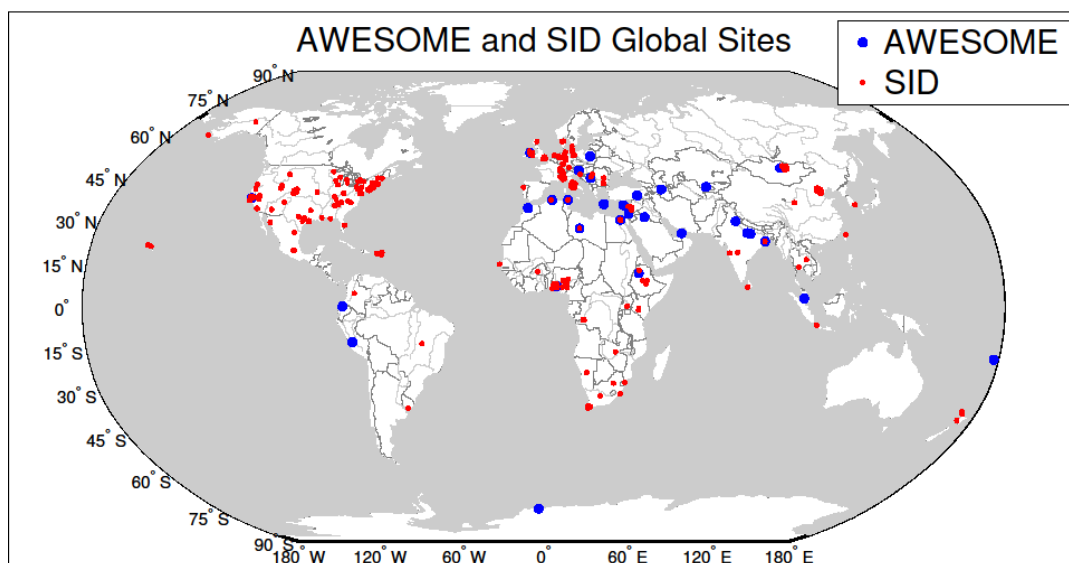 AWESOME and SID Global Sites
AWESOME
SID
90° N
75° N
60° N
45° N
30° N
15° N
0°
15° S
30° S
45° S
60° S
75° S
90° S
180° W
120° W
60° W
0°
60° E
120° E
180° E